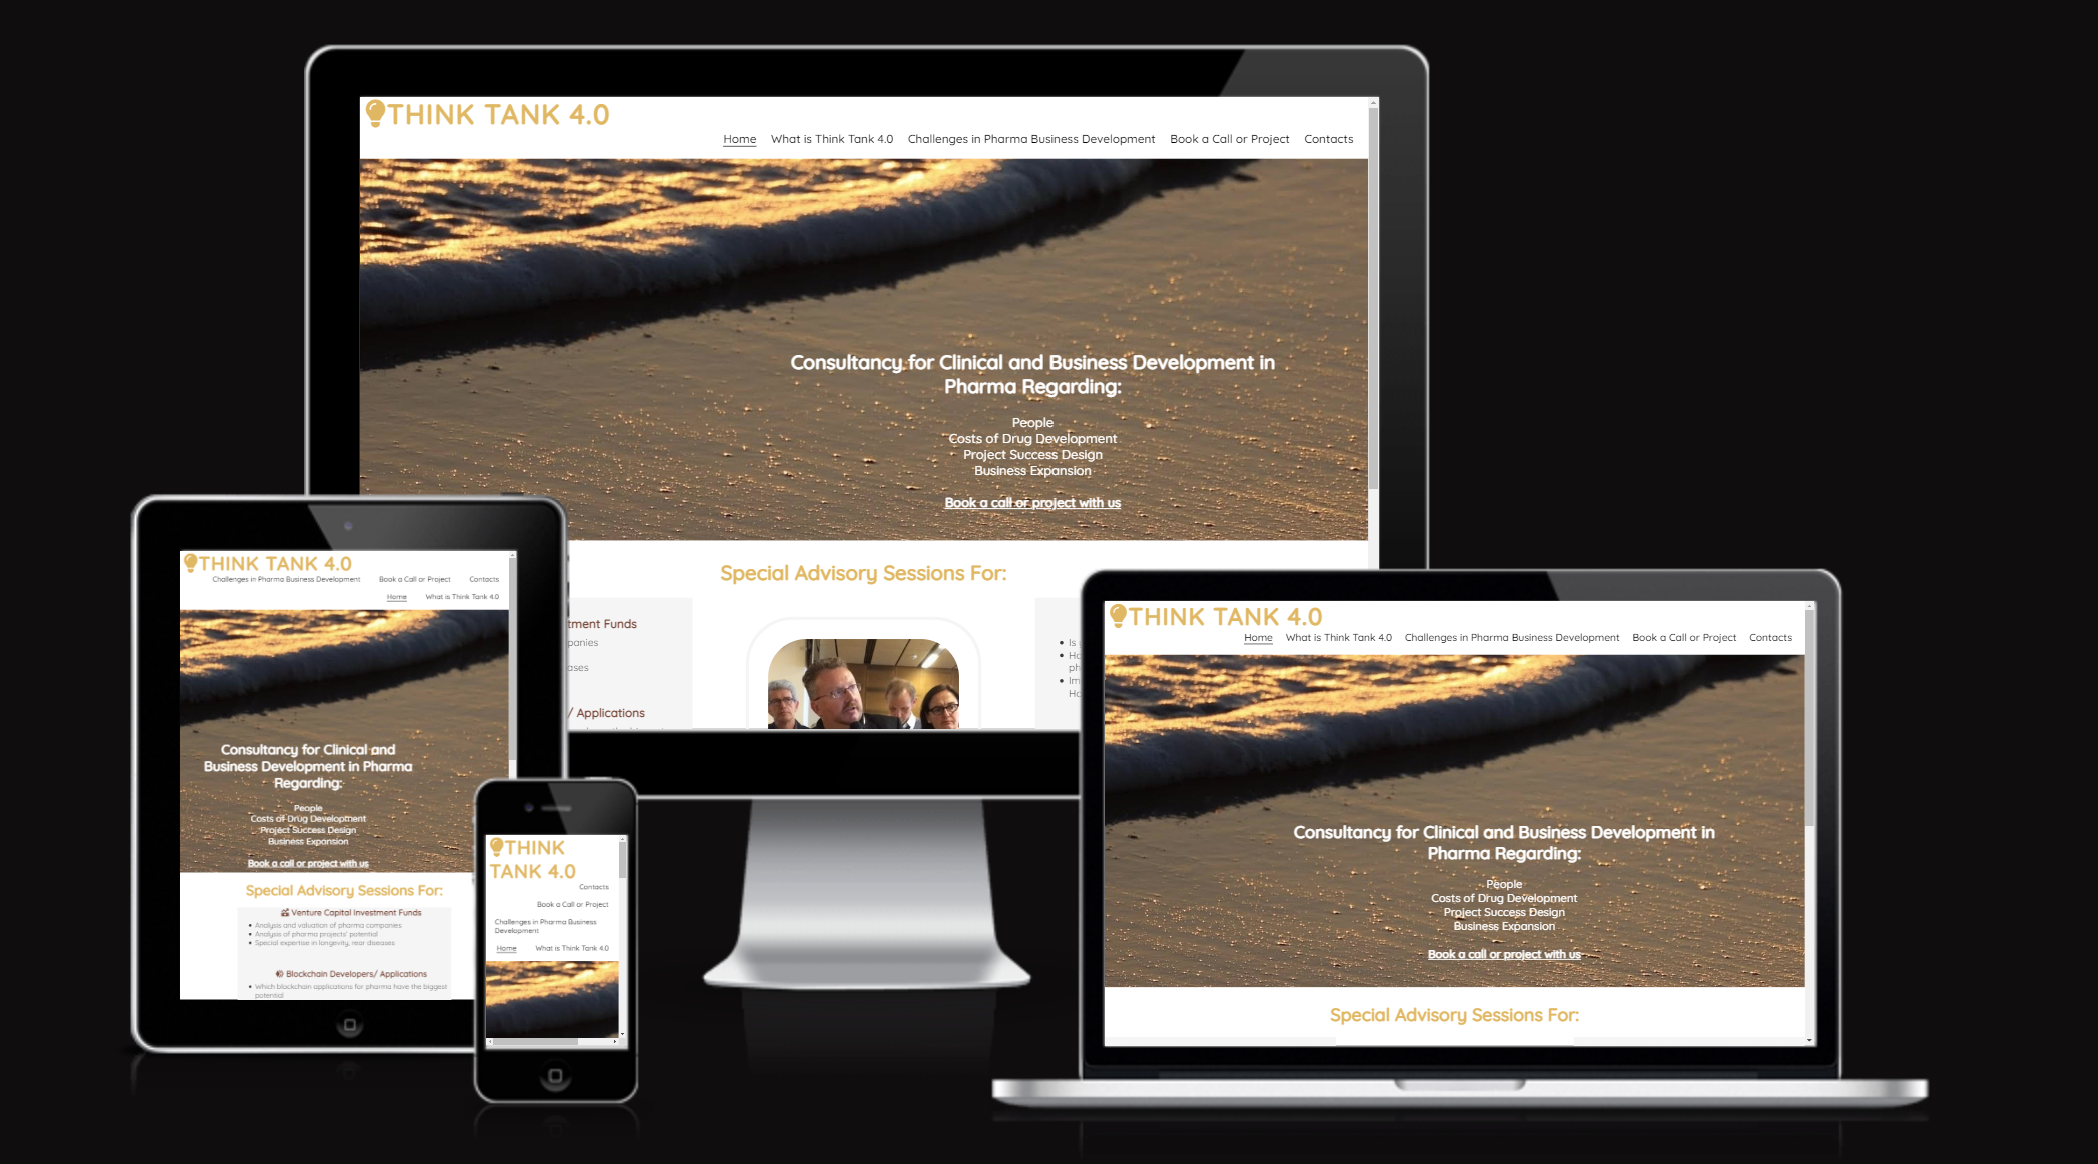 THINK TANK 4.0
Home What is Think Tank 4.0 Challenges in Pharma Business Development Book a Call or Project Contacts
Consultancy for Clinical and Business Development in
Pharma Regarding:
People
Costs of Drug Development
Project Success Design
Business Expansion
Book a call or project with us
Special Advisory Sessions For:
tment Funds
panies
ases
/ Applications
Is
Ha
ph
Im
Ha
THINK TANK 4.0
Challenges in Pharma Business Development Book a Call or Project Contacts
Home What is Think Tank 4.0
Consultancy for Clinical and
Business Development in Pharma
Regarding:
People
Costs of Drug Development
Project Success Design
Business Expansion
Book a call or project with us
Special Advisory Sessions For:
Venture Capital Investment Funds
Analysis and valuation of pharma companies
Analysis of pharma projects' potential
Special expertise in longevity, rear diseases
Blockchain Developers/ Applications
Which blockchain applications for pharma have the biggest
potential
THINK
TANK 4.0
Contacts
Book a Call or Project
Challenges in Pharma Business
Development
Home What is Think Tank 4.0
THINK TANK 4.0
Home What is Think Tank 4.0 Challenges in Pharma Business Development Book a Call or Project Contacts
Consultancy for Clinical and Business Development in
Pharma Regarding:
People
Costs of Drug Development
Project Success Design
Business Expansion
Book a call or project with us
Special Advisory Sessions For: